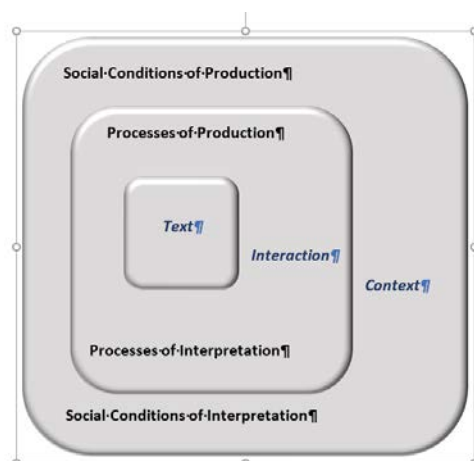 Social·Conditions·of·Production¶
Processes·of·Production¶
Text¶
Interaction¶
Context¶
Processes·of·Interpretation¶
Social·Conditions·of·Interpretation¶